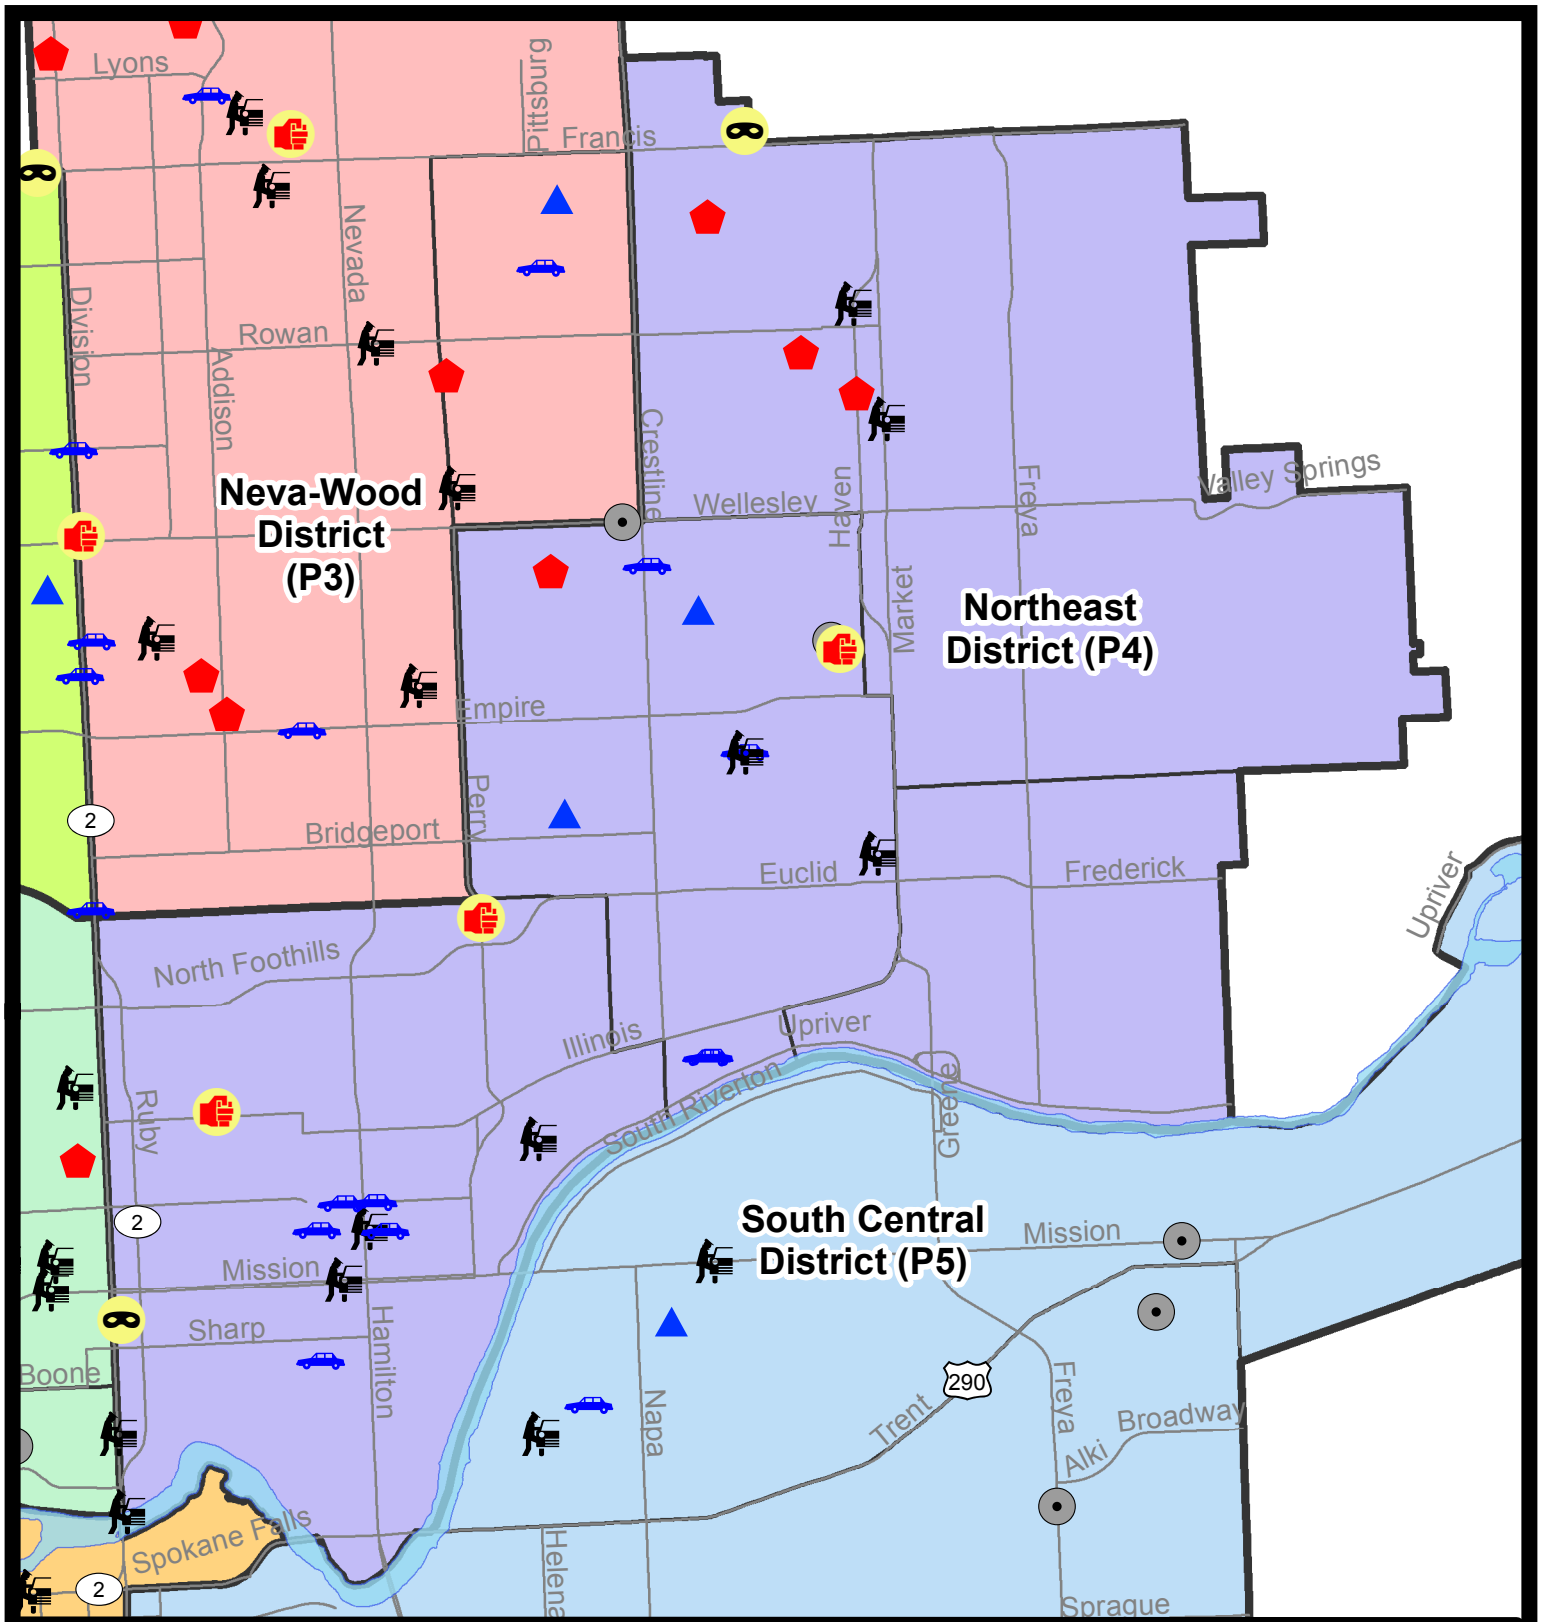 Lyons
Pittsburg
Francis
Nevada
Division
Rowan
Addison
Crestline
Neva-Wood
District
(P3)
Wellesley
Haven
Freya
Valley Springs
Market
Northeast
District (P4)
Empire
Perry
2
Bridgeport
Euclid
Frederick
Upriver
North Foothills
Illinois
Upriver
South Riverton
Greene
Ruby
2
South Central
District (P5)
Mission
Mission
Sharp
Hamilton
Boone
Napa
290
Trent
Freya
Broadway
Alki
Spokane Falls
Helena
2
Sprague